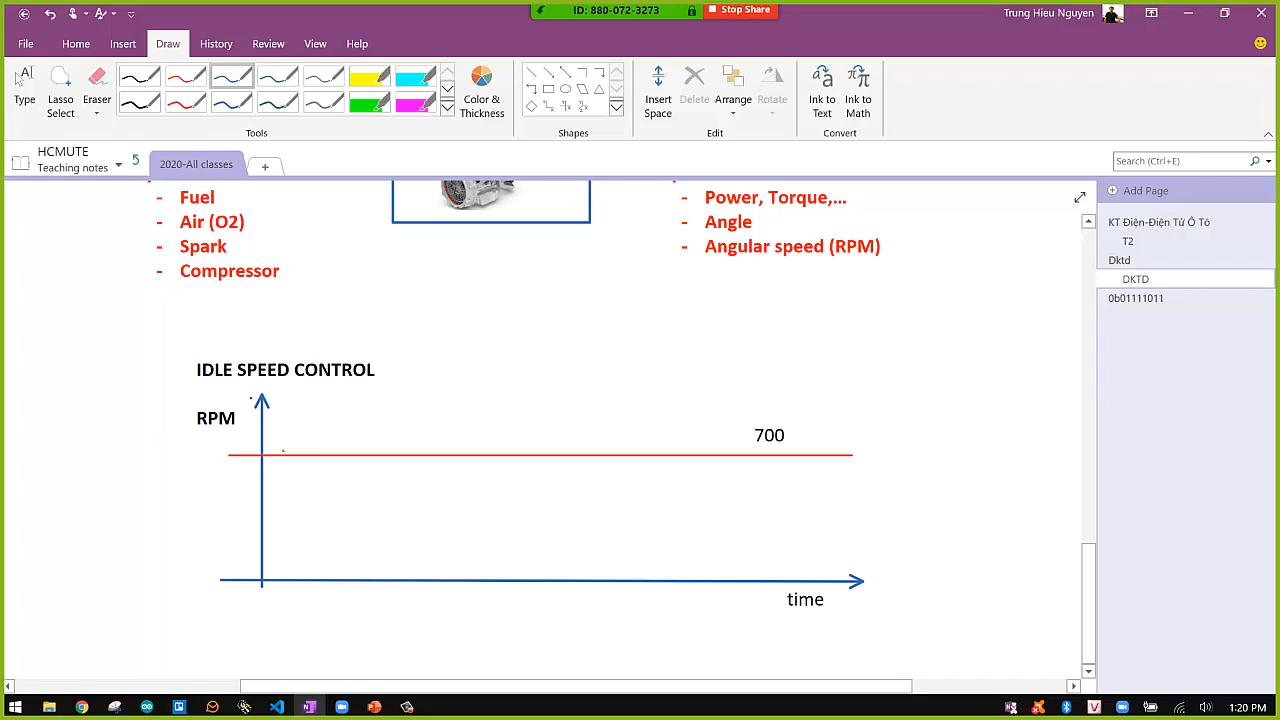 ID: 880-072-3273
Stop Share
Trung Hieu Nguyen
File Home Insert Draw History Review View Help
Type
Lasso Select
Eraser
Color & Thickness
Insert Space
Delete
Arrange
Rotate
Ink to Text
Ink to Math
Tools
Shapes
Edit
Convert
HCMUTE
Teaching notes
5
2020-All classes
+
Search (Ctrl+E)
- Fuel
- Air (O2)
- Spark
- Compressor
- Power, Torque,...
- Angle
- Angular speed (RPM)
Add Page
KT Điện-Điện Tử Ô Tô
T2
Dktd
DKTD
0b01111011
IDLE SPEED CONTROL
RPM
700
time
1:20 PM